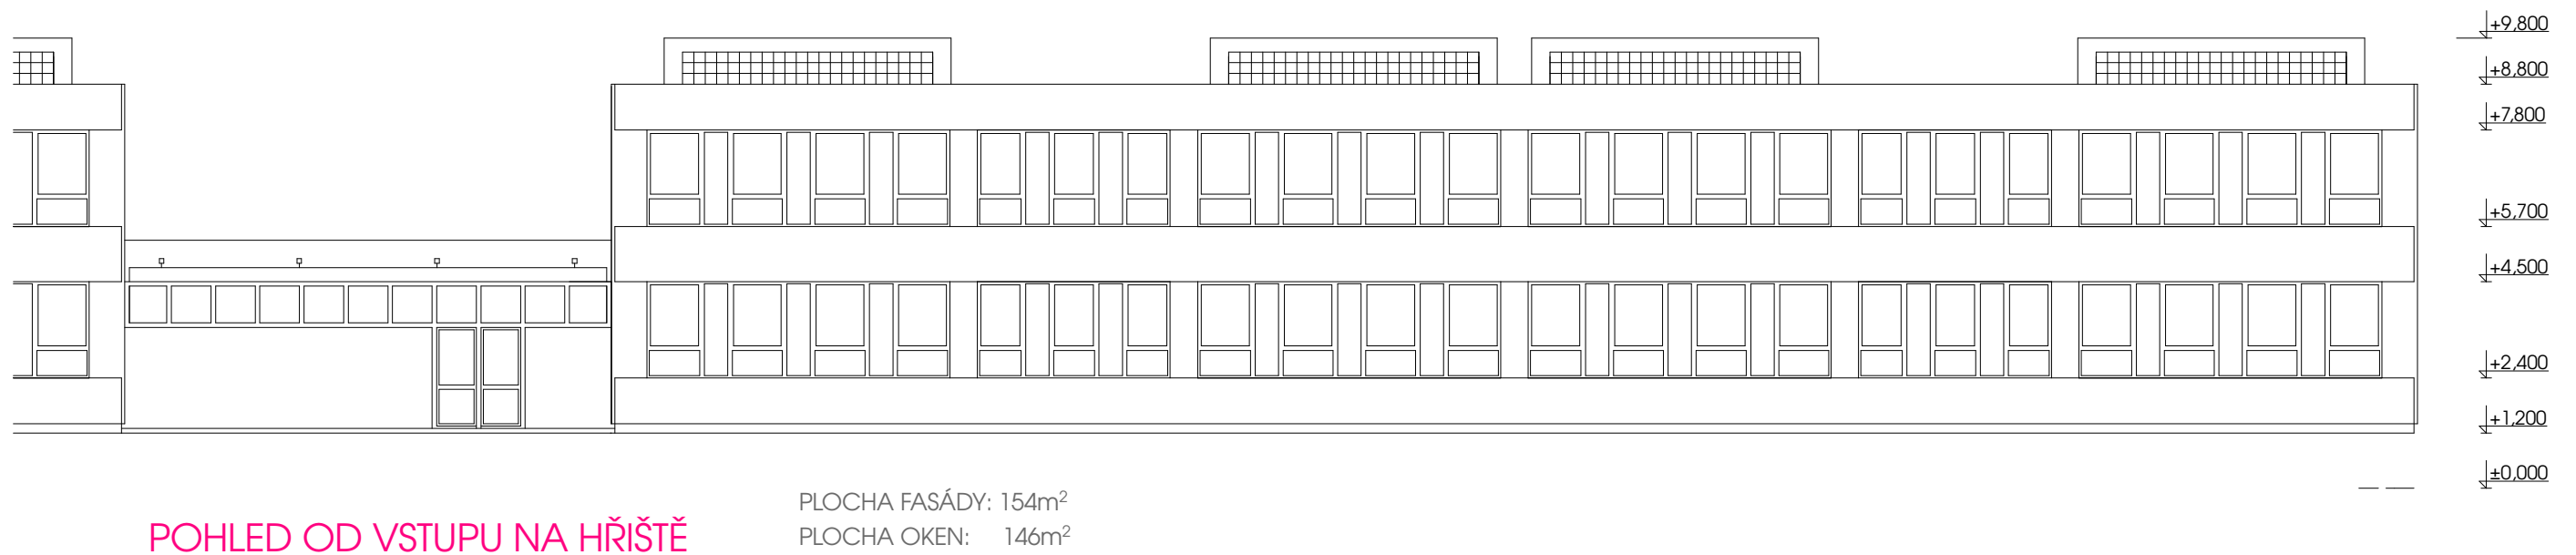 +9,800
+8,800
+7,800
+5,700
+4,500
+2,400
+1,200
±0,000
PLOCHA FASÁDY: 154m²
PLOCHA OKEN: 146m²
POHLED OD VSTUPU NA HŘIŠTĚ